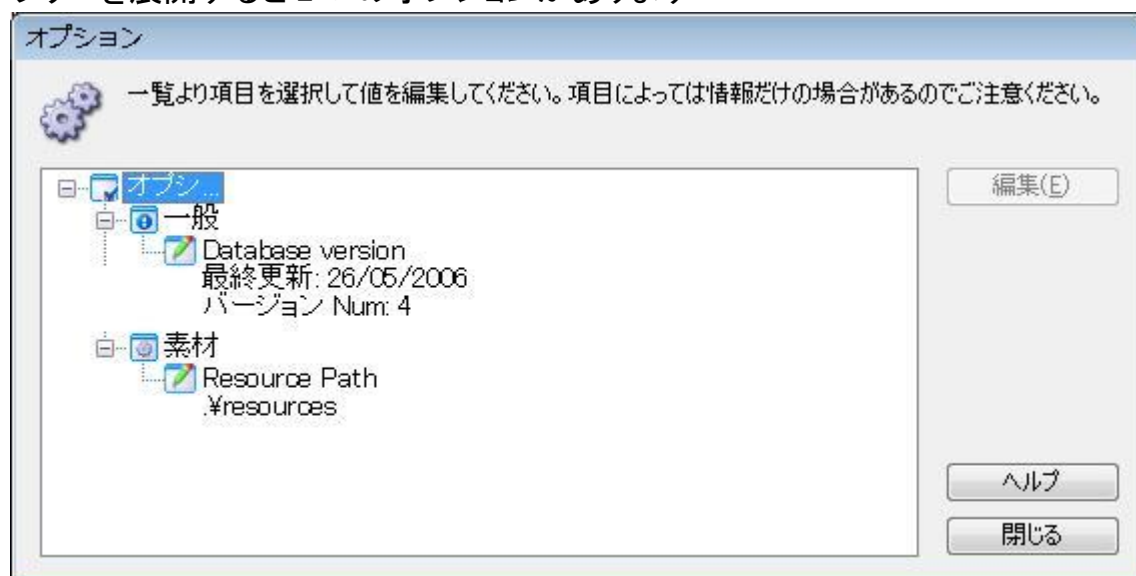 オプション
一覧より項目を選択して値を編集してください。項目によっては情報だけの場合があるのでご注意ください。
オプシ...
編集(E)
一般
Database version
最終更新: 26/05/2006
バージョン Num: 4
素材
Resource Path
.¥resources
ヘルプ
閉じる